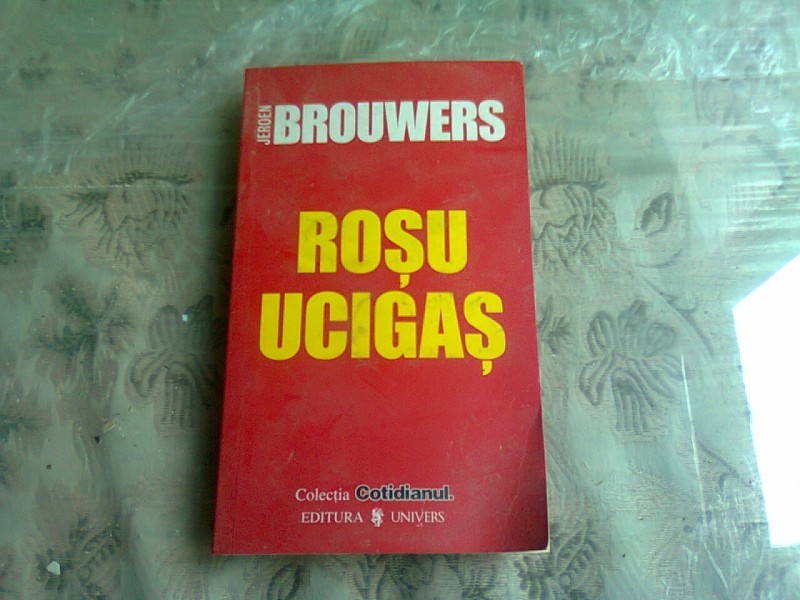 JEROEN BROUWERS
ROȘU
UCIGAȘ
Colecția Cotidianul.
EDITURA UNIVERS